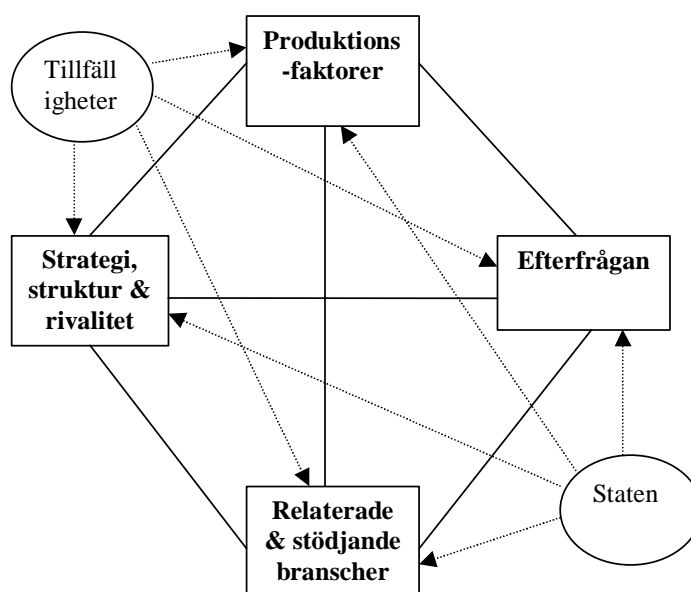 Produktions
-faktorer
Tillfäll
igheter
Strategi,
struktur &
rivalitet
Efterfrågan
Relaterade
& stödjande
branscher
Staten